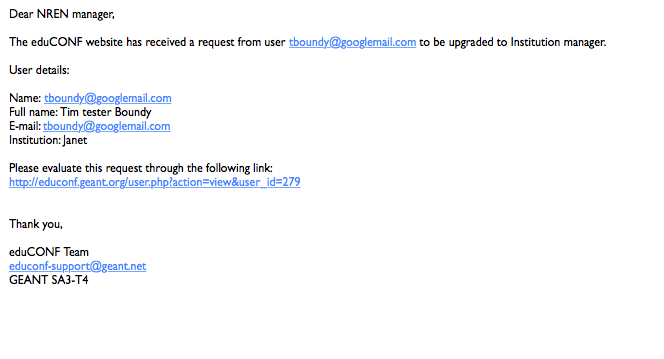 Dear NREN manager,
The eduCONF website has received a request from user tboundy@googlemail.com to be upgraded to Institution manager.
User details:
Name: tboundy@googlemail.com
Full name: Tim tester Boundy
E-mail: tboundy@googlemail.com
Institution: Janet
Please evaluate this request through the following link:
http://educonf.geant.org/user.php?action=view&user_id=279
Thank you,
eduCONF Team
educonf-support@geant.net
GEANT SA3-T4